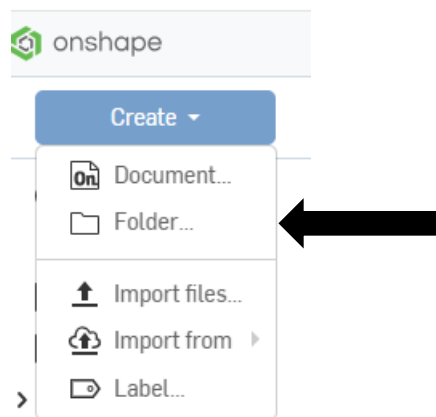 onshape
Create
On
Document...
Folder...
Import files...
Import from
Label...